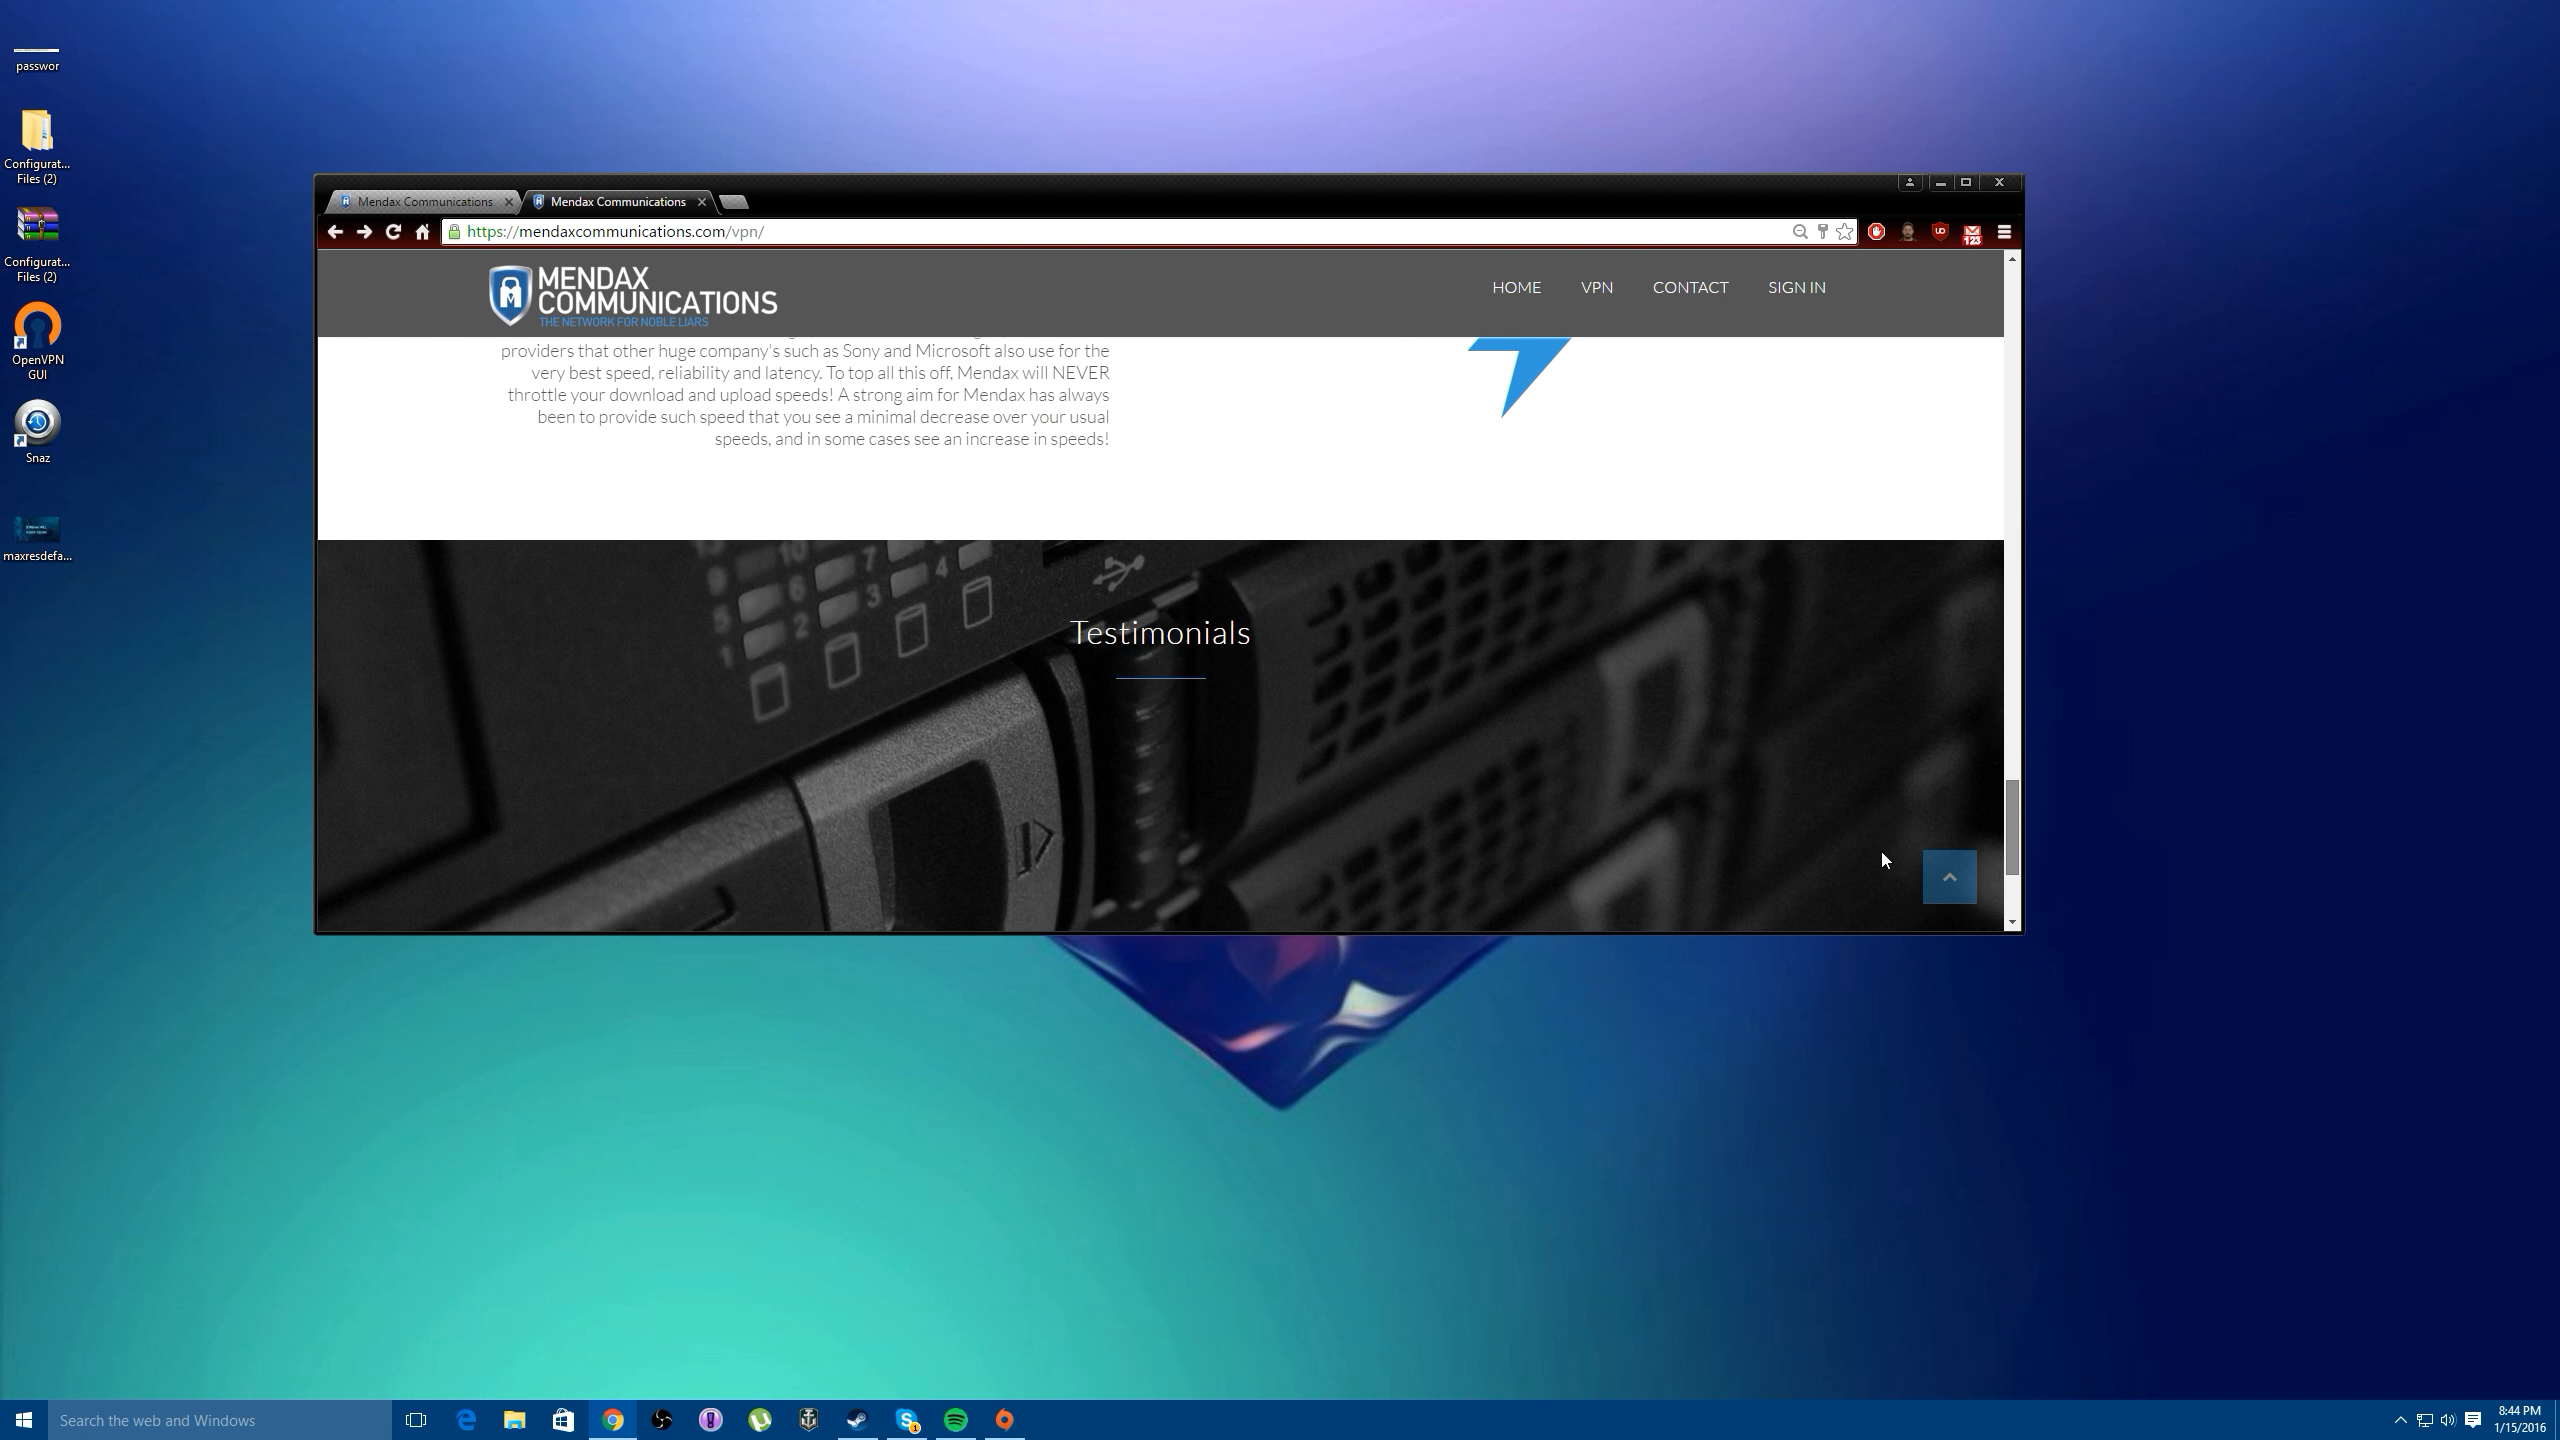 passwor
Configurat...
Files (2)
Configurat...
Files (2)
OpenVPN
GUI
Snaz
maxresdefa...
Mendax Communications
Mendax Communications
https://mendaxcommunications.com/vpn/
123
MENDAX
COMMUNICATIONS
THE NETWORK FOR NOBLE LIARS
HOME VPN CONTACT SIGN IN
providers that other huge company's such as Sony and Microsoft also use for the
very best speed, reliability and latency. To top all this off, Mendax will NEVER
throttle your download and upload speeds! A strong aim for Mendax has always
been to provide such speed that you see a minimal decrease over your usual
speeds, and in some cases see an increase in speeds!
Testimonials
Search the web and Windows
8:44 PM
1/15/2016